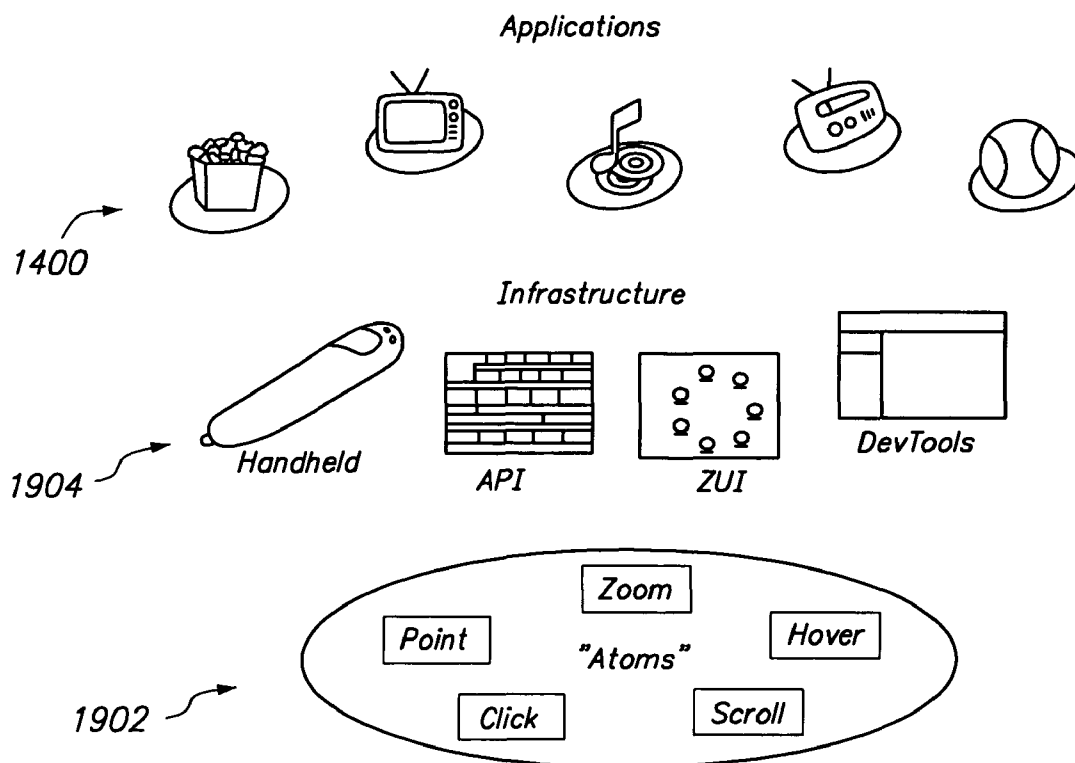 Applications
1400
Infrastructure
Handheld
API
ZUI
DevTools
1904
Zoom
Point
"Atoms"
Hover
Click
Scroll
1902